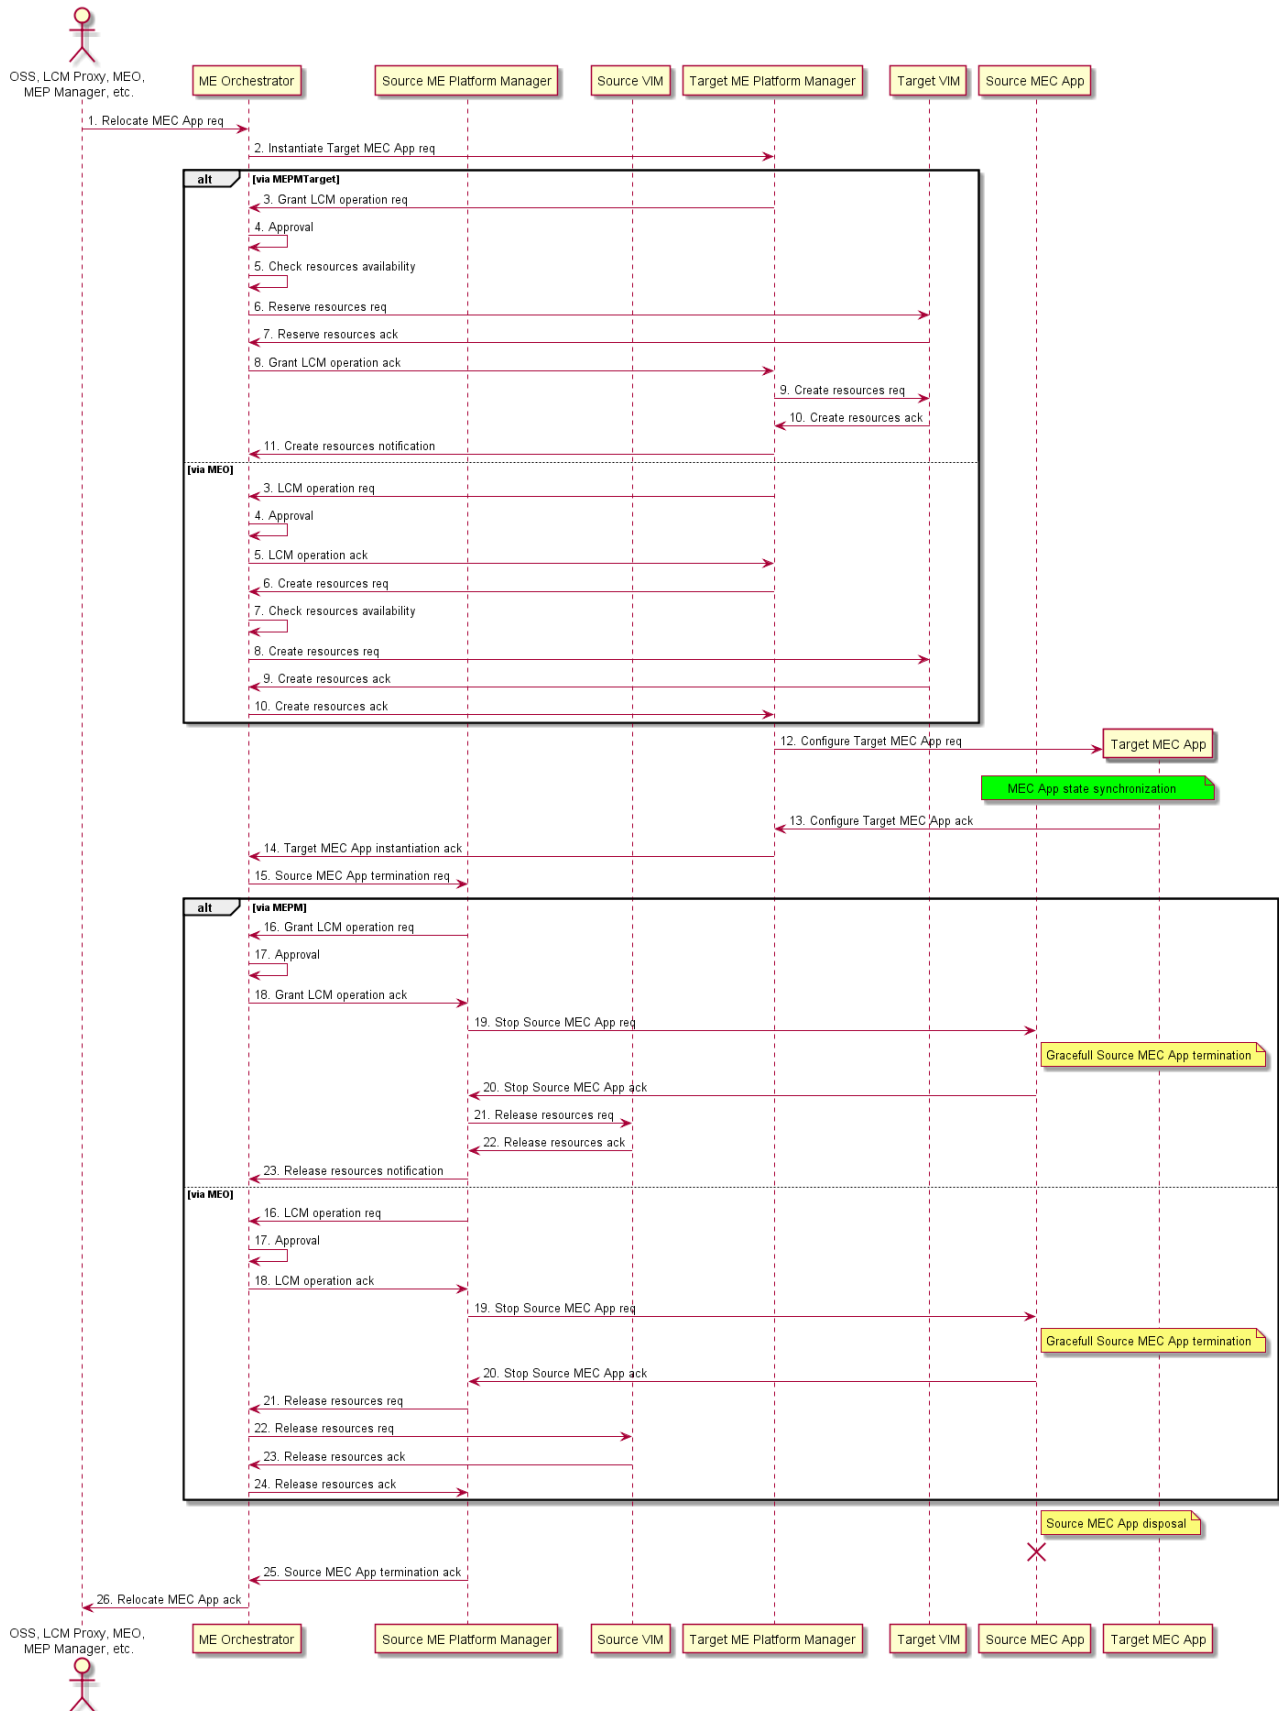 OSS, LCM Proxy, MEO,
MEP Manager, etc.
ME Orchestrator
Source ME Platform Manager
Source VIM
Target ME Platform Manager
Target VIM
Source MEC App
1. Relocate MEC App req
2. Instantiate Target MEC App req
alt
[via MEPMTarget]
3. Grant LCM operation req
4. Approval
5. Check resources availability
6. Reserve resources req
7. Reserve resources ack
8. Grant LCM operation ack
9. Create resources req
10. Create resources ack
11. Create resources notification
[via MEO]
3. LCM operation req
4. Approval
5. LCM operation ack
6. Create resources req
7. Check resources availability
8. Create resources req
9. Create resources ack
10. Create resources ack
12. Configure Target MEC App req
Target MEC App
MEC App state synchronization
13. Configure Target MEC App ack
14. Target MEC App instantiation ack
15. Source MEC App termination req
alt
[via MEPM]
16. Grant LCM operation req
17. Approval
18. Grant LCM operation ack
19. Stop Source MEC App req
Gracefull Source MEC App termination
20. Stop Source MEC App ack
21. Release resources req
22. Release resources ack
23. Release resources notification
[via MEO]
16. LCM operation req
17. Approval
18. LCM operation ack
19. Stop Source MEC App req
Gracefull Source MEC App termination
20. Stop Source MEC App ack
21. Release resources req
22. Release resources req
23. Release resources ack
24. Release resources ack
Source MEC App disposal
25. Source MEC App termination ack
26. Relocate MEC App ack
OSS, LCM Proxy, MEO,
MEP Manager, etc.
ME Orchestrator
Source ME Platform Manager
Source VIM
Target ME Platform Manager
Target VIM
Source MEC App
Target MEC App